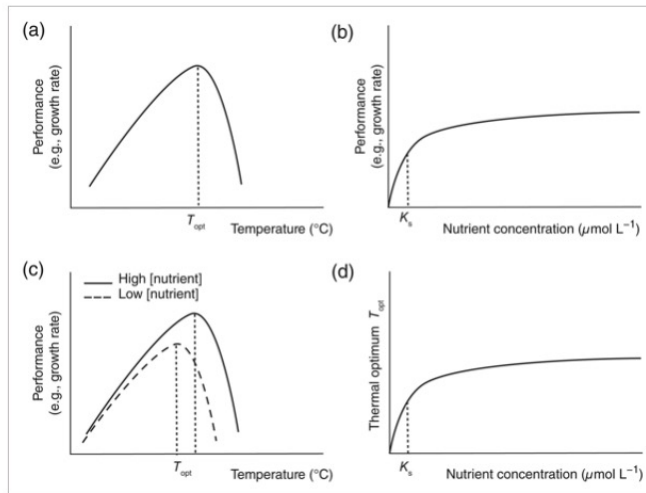 (a)
Performance
(e.g., growth rate)
T_opt
Temperature (°C)
(b)
Performance
(e.g., growth rate)
K_s
Nutrient concentration (µmol L⁻¹)
(c)
High [nutrient]
Low [nutrient]
Performance
(e.g., growth rate)
T_opt
Temperature (°C)
(d)
Thermal optimum T_opt
K_s
Nutrient concentration (µmol L⁻¹)